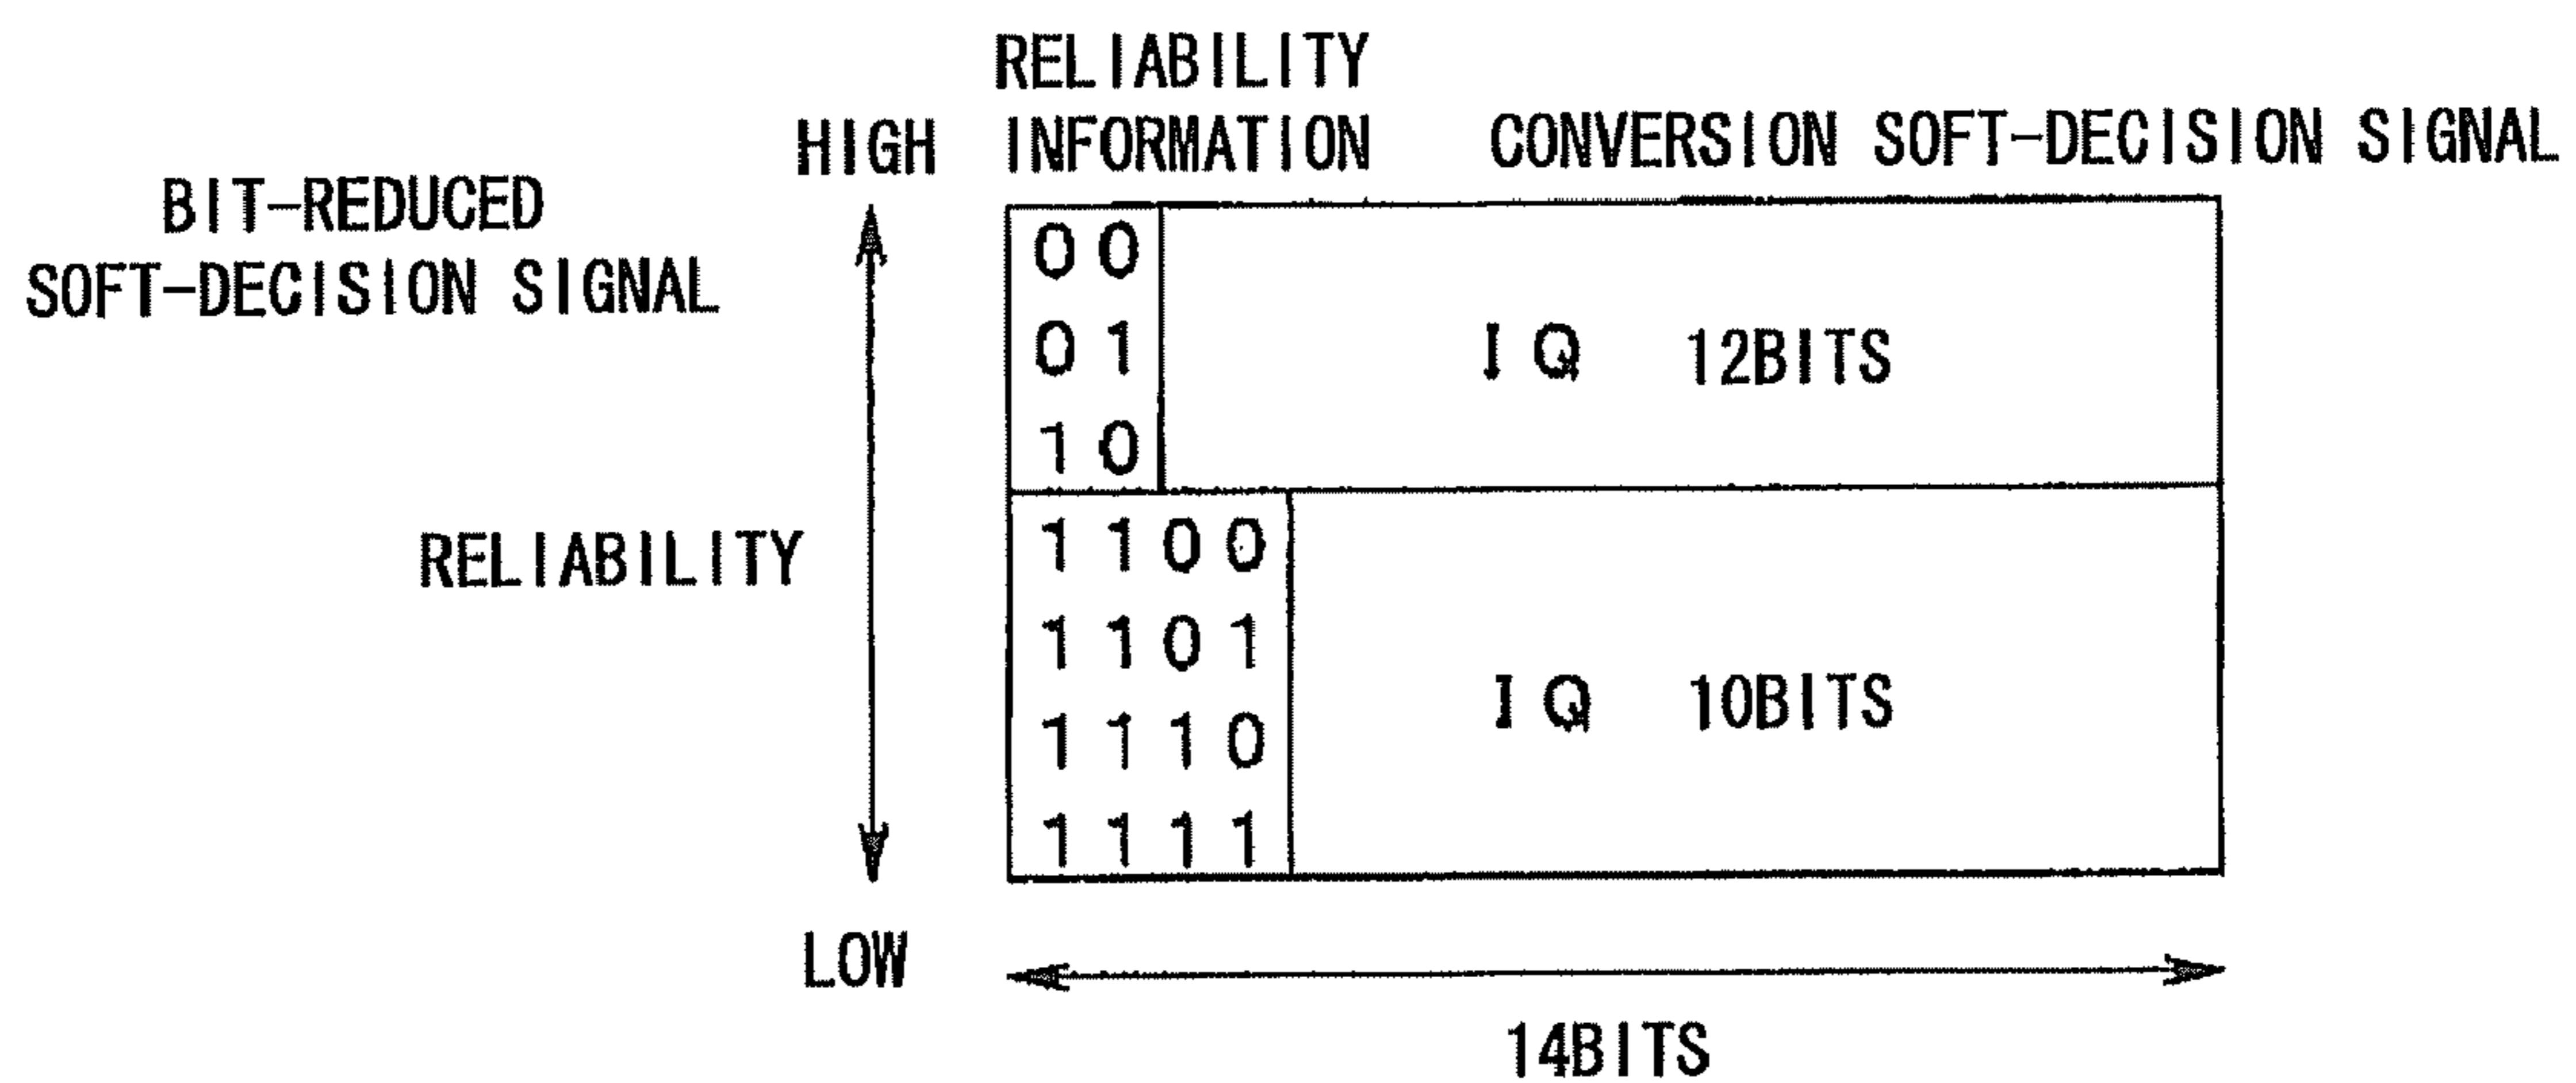 RELIABILITY
HIGH INFORMATION CONVERSION SOFT-DECISION SIGNAL
BIT-REDUCED
SOFT-DECISION SIGNAL
00
01 IQ 12BITS
10
RELIABILITY
1100
1101
IQ 10BITS
1110
1111
LOW
14BITS